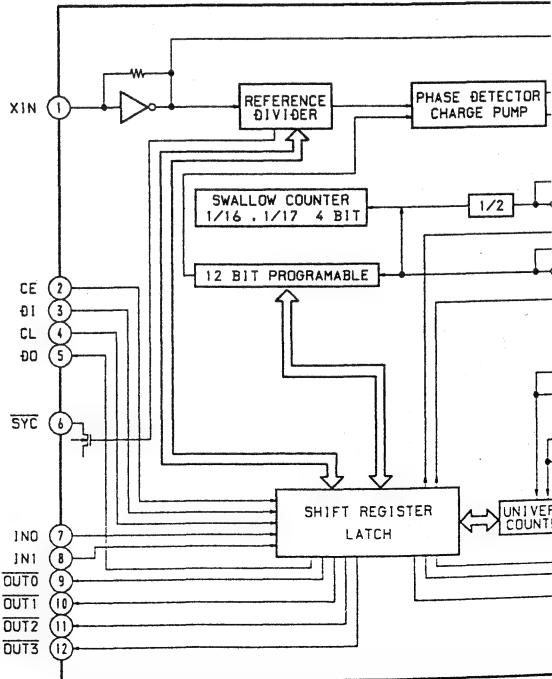 XIN 1
REFERENCE
DIVIDER
PHASE DETECTOR
CHARGE PUMP
SWALLOW COUNTER
1/16 . 1/17 4 BIT
1/2
12 BIT PROGRAMABLE
CE 2
DI 3
CL 4
DO 5
SYC 6
SHIFT REGISTER
LATCH
UNIVER
COUNT
IN0 7
IN1 8
OUT0 9
OUT1 10
OUT2 11
OUT3 12